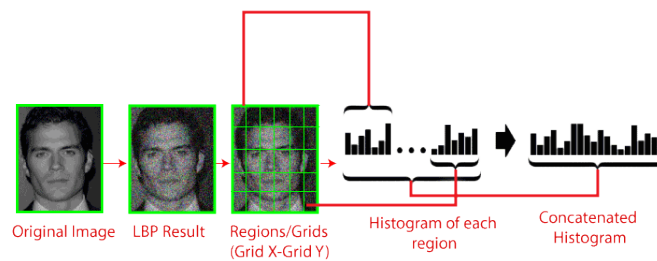 Original Image
LBP Result
Regions/Grids
(Grid X-Grid Y)
Histogram of each
region
Concatenated
Histogram